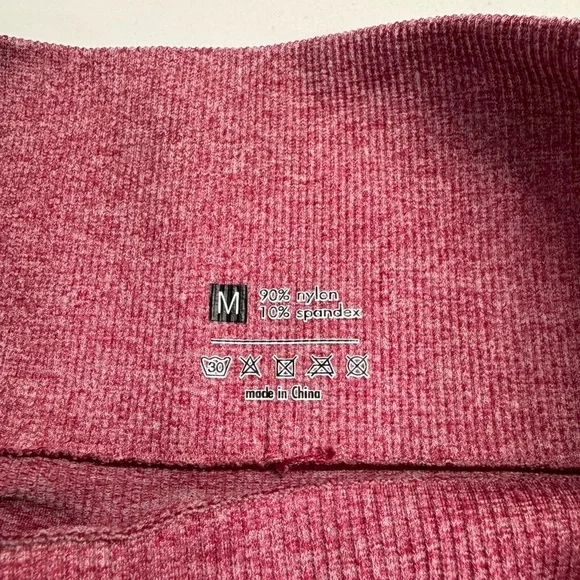 M
90% nylon
10% spandex
30
made in China